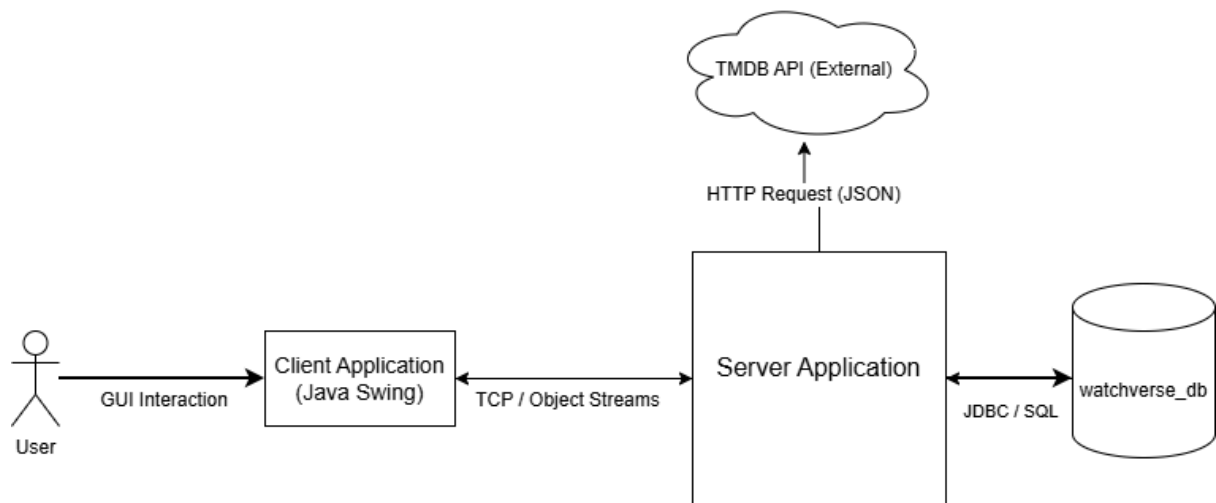 TMDB API (External)
HTTP Request (JSON)
Client Application
(Java Swing)
Server Application
GUI Interaction
TCP / Object Streams
JDBC / SQL
watchverse_db
User